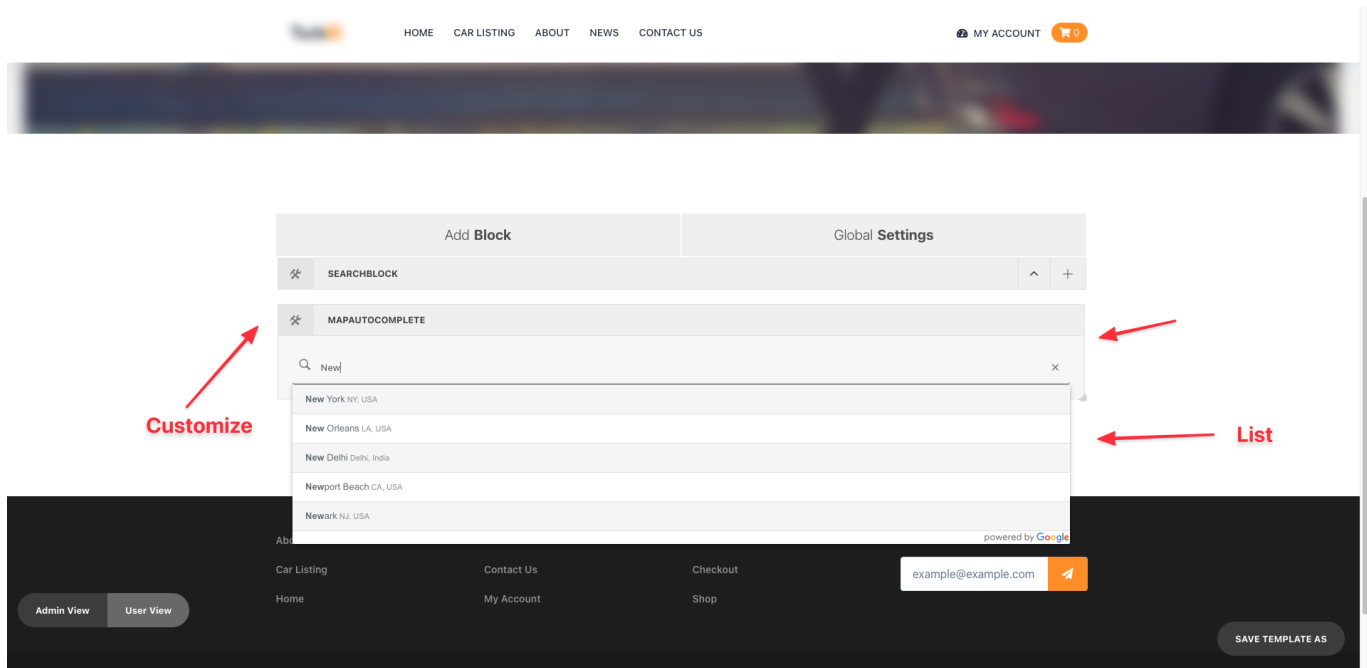 HOME CAR LISTING ABOUT NEWS CONTACT US MY ACCOUNT 0
Add Block Global Settings
SEARCHBLOCK
MAPAUTOCOMPLETE
New
New York NY, USA
Customize
New Orleans LA, USA
List
New Delhi Delhi, India
Newport Beach CA, USA
Newark NJ, USA
powered by Google
Abo
Car Listing Contact Us Checkout example@example.com
Home My Account Shop
Admin View User View
SAVE TEMPLATE AS